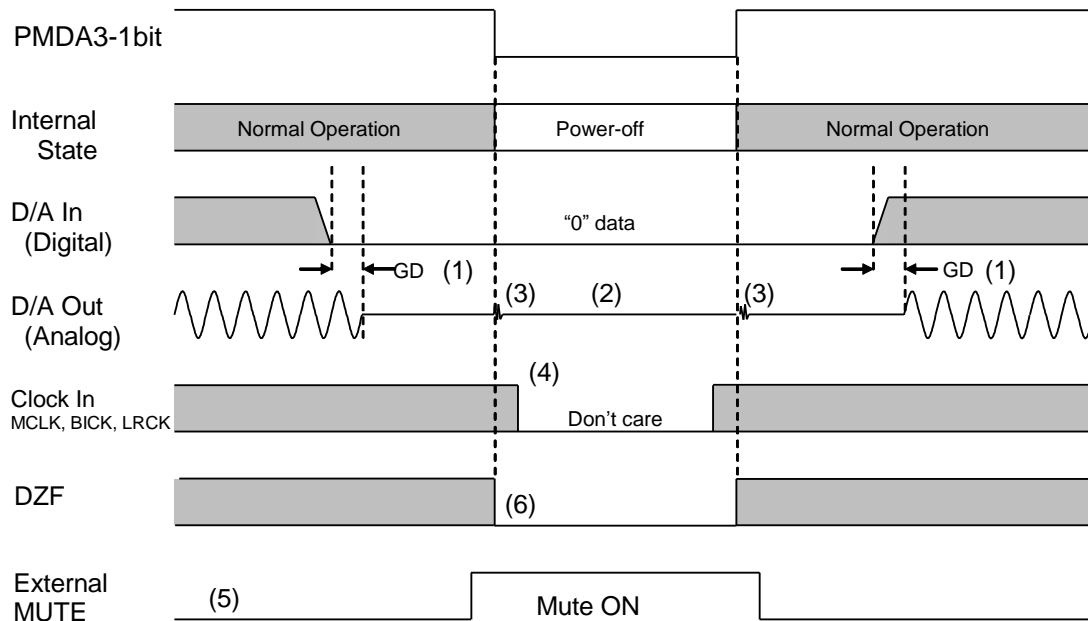 PMDA3-1bit
Internal
State
Normal Operation
Power-off
Normal Operation
D/A In
(Digital)
“0” data
GD (1)
GD (1)
D/A Out
(Analog)
(3)
(2)
(3)
Clock In
MCLK, BICK, LRCK
(4)
Don’t care
DZF
(6)
External
MUTE
(5)
Mute ON